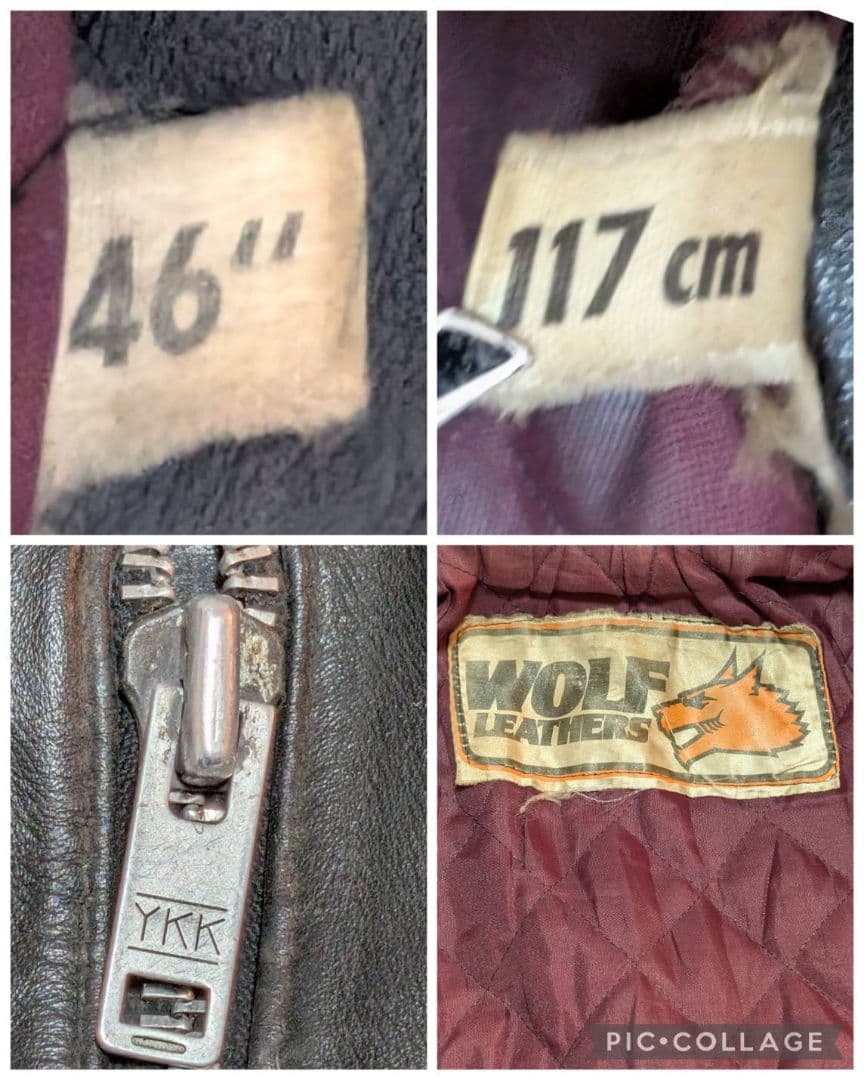 46"
117 cm
YKK
WOLF
LEATHERS
PIC•COLLAGE